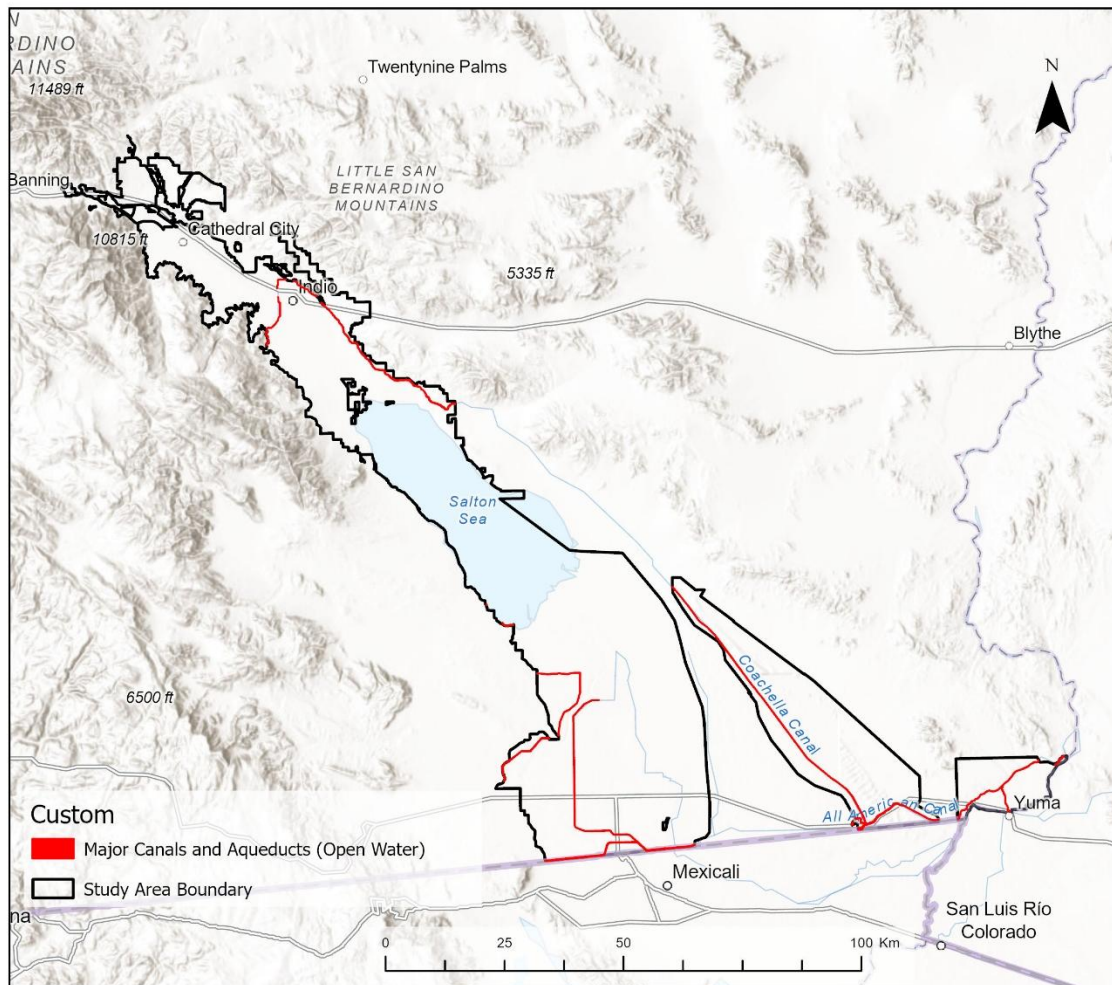 N
RDINO
AINS
11489 ft
Twentynine Palms
N
Banning
LITTLE SAN
BERNARDINO
MOUNTAINS
10815 ft
Cathedral City
5335 ft
Indio
Blythe
Salton
Sea
6500 ft
Coachella Canal
All American Canal
Yuma
Custom
Major Canals and Aqueducts (Open Water)
Study Area Boundary
Mexicali
na
San Luis Río
Colorado
0 25 50 100 Km